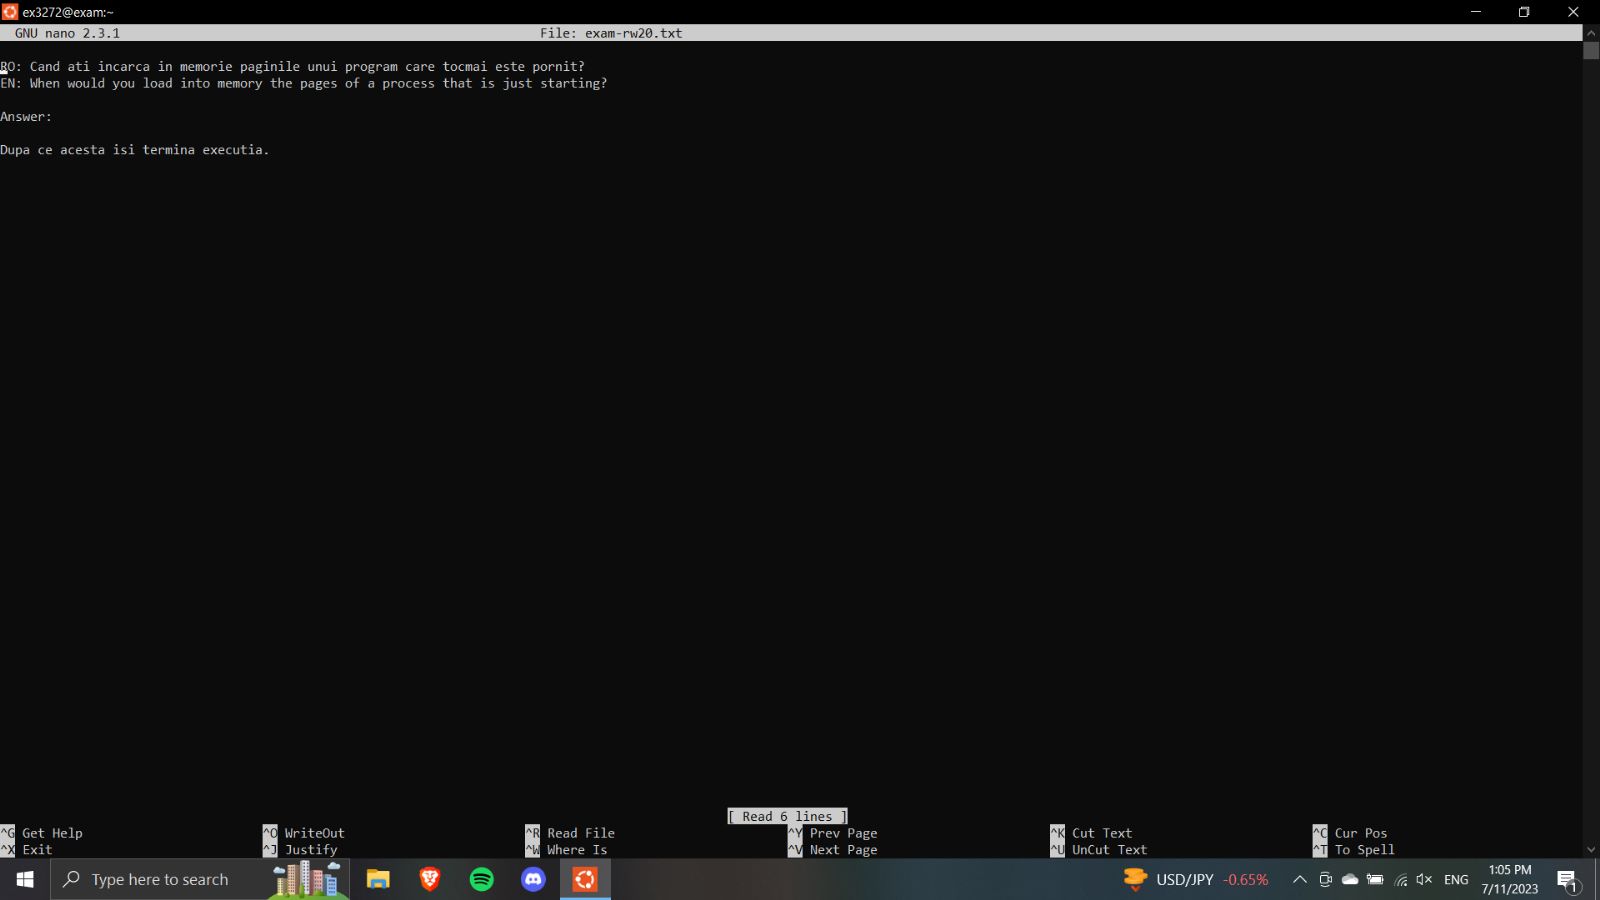 ex3272@exam:~
GNU nano 2.3.1 File: exam-rw20.txt
RO: Cand ati incarca in memorie paginile unui program care tocmai este pornit?
EN: When would you load into memory the pages of a process that is just starting?
Answer:
Dupa ce acesta isi termina executia.
[ Read 6 lines ]
^G Get Help ^O WriteOut ^R Read File ^Y Prev Page ^K Cut Text ^C Cur Pos
^X Exit ^J Justify ^W Where Is ^V Next Page ^U UnCut Text ^T To Spell
Type here to search USD/JPY -0.65% ENG 1:05 PM
7/11/2023 1